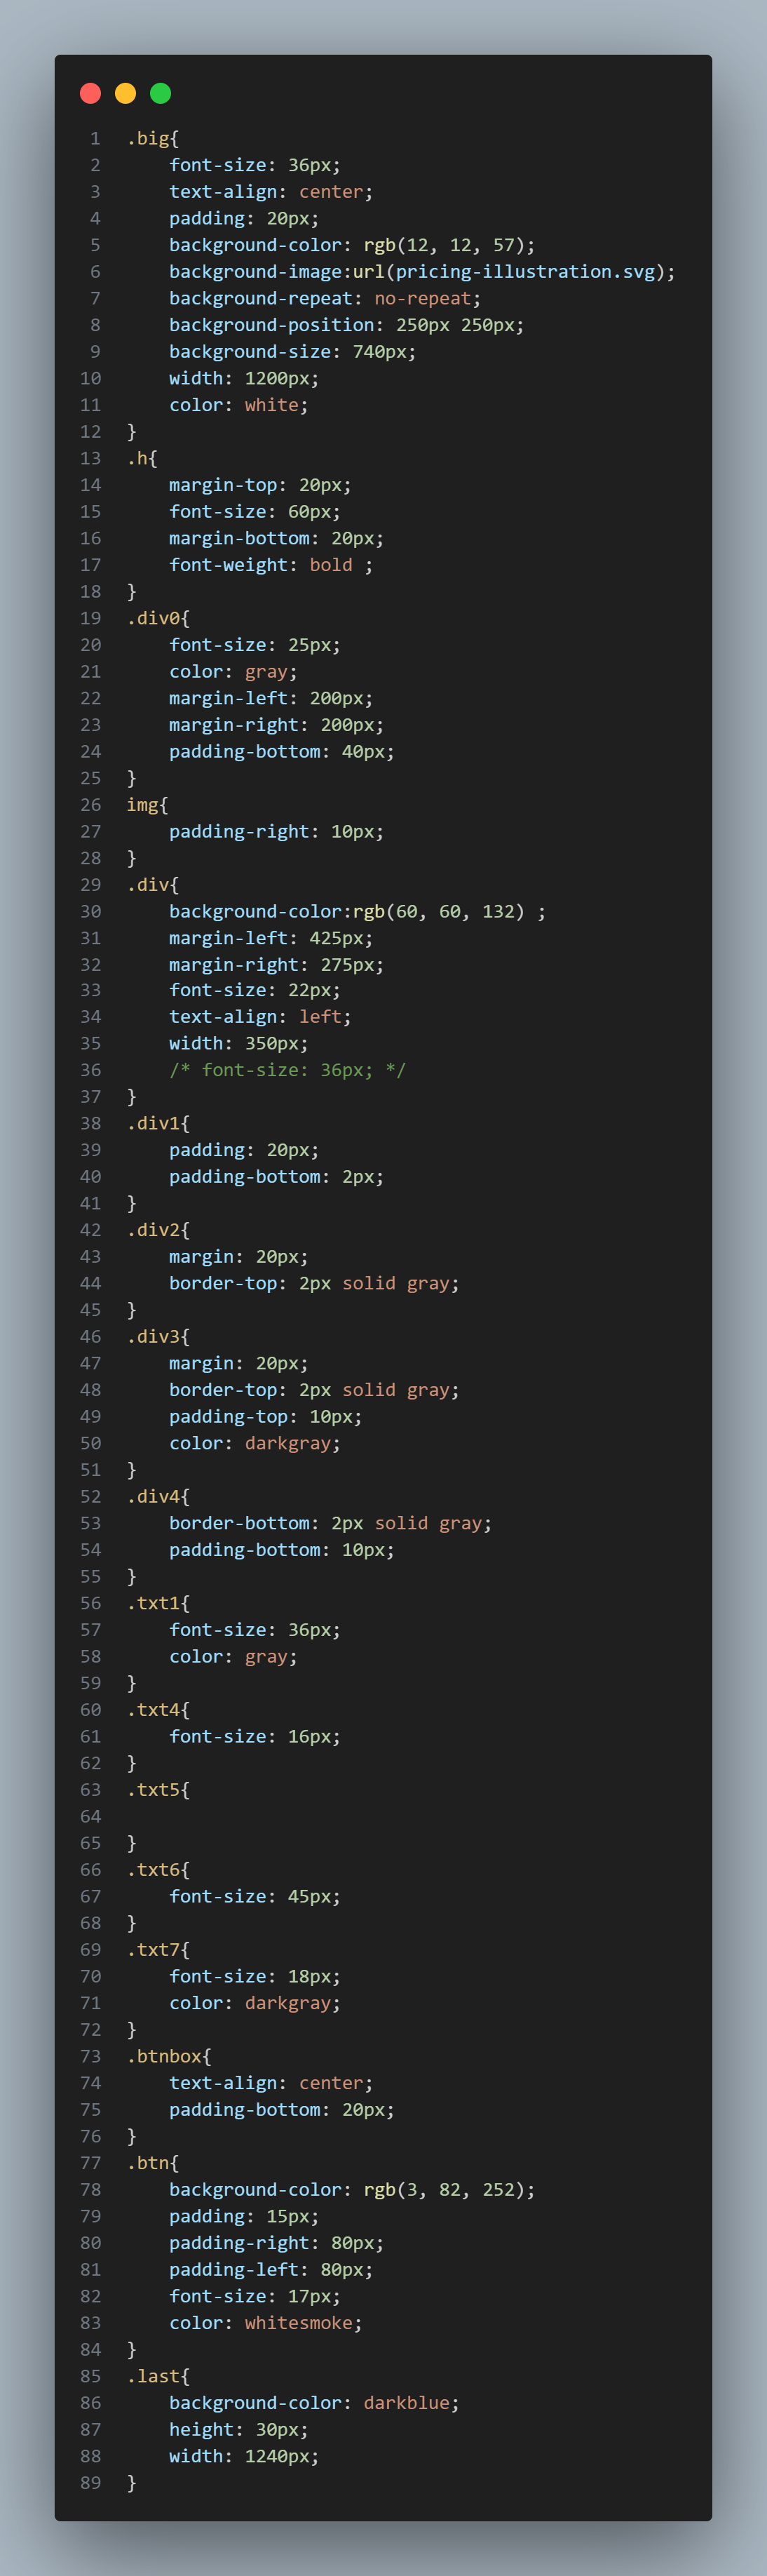 1 .big{
2     font-size: 36px;
3     text-align: center;
4     padding: 20px;
5     background-color: rgb(12, 12, 57);
6     background-image:url(pricing-illustration.svg);
7     background-repeat: no-repeat;
8     background-position: 250px 250px;
9     background-size: 740px;
10     width: 1200px;
11     color: white;
12 }
13 .h{
14     margin-top: 20px;
15     font-size: 60px;
16     margin-bottom: 20px;
17     font-weight: bold ;
18 }
19 .div0{
20     font-size: 25px;
21     color: gray;
22     margin-left: 200px;
23     margin-right: 200px;
24     padding-bottom: 40px;
25 }
26 img{
27     padding-right: 10px;
28 }
29 .div{
30     background-color:rgb(60, 60, 132) ;
31     margin-left: 425px;
32     margin-right: 275px;
33     font-size: 22px;
34     text-align: left;
35     width: 350px;
36     /* font-size: 36px; */
37 }
38 .div1{
39     padding: 20px;
40     padding-bottom: 2px;
41 }
42 .div2{
43     margin: 20px;
44     border-top: 2px solid gray;
45 }
46 .div3{
47     margin: 20px;
48     border-top: 2px solid gray;
49     padding-top: 10px;
50     color: darkgray;
51 }
52 .div4{
53     border-bottom: 2px solid gray;
54     padding-bottom: 10px;
55 }
56 .txt1{
57     font-size: 36px;
58     color: gray;
59 }
60 .txt4{
61     font-size: 16px;
62 }
63 .txt5{
64
65 }
66 .txt6{
67     font-size: 45px;
68 }
69 .txt7{
70     font-size: 18px;
71     color: darkgray;
72 }
73 .btnbox{
74     text-align: center;
75     padding-bottom: 20px;
76 }
77 .btn{
78     background-color: rgb(3, 82, 252);
79     padding: 15px;
80     padding-right: 80px;
81     padding-left: 80px;
82     font-size: 17px;
83     color: whitesmoke;
84 }
85 .last{
86     background-color: darkblue;
87     height: 30px;
88     width: 1240px;
89 }